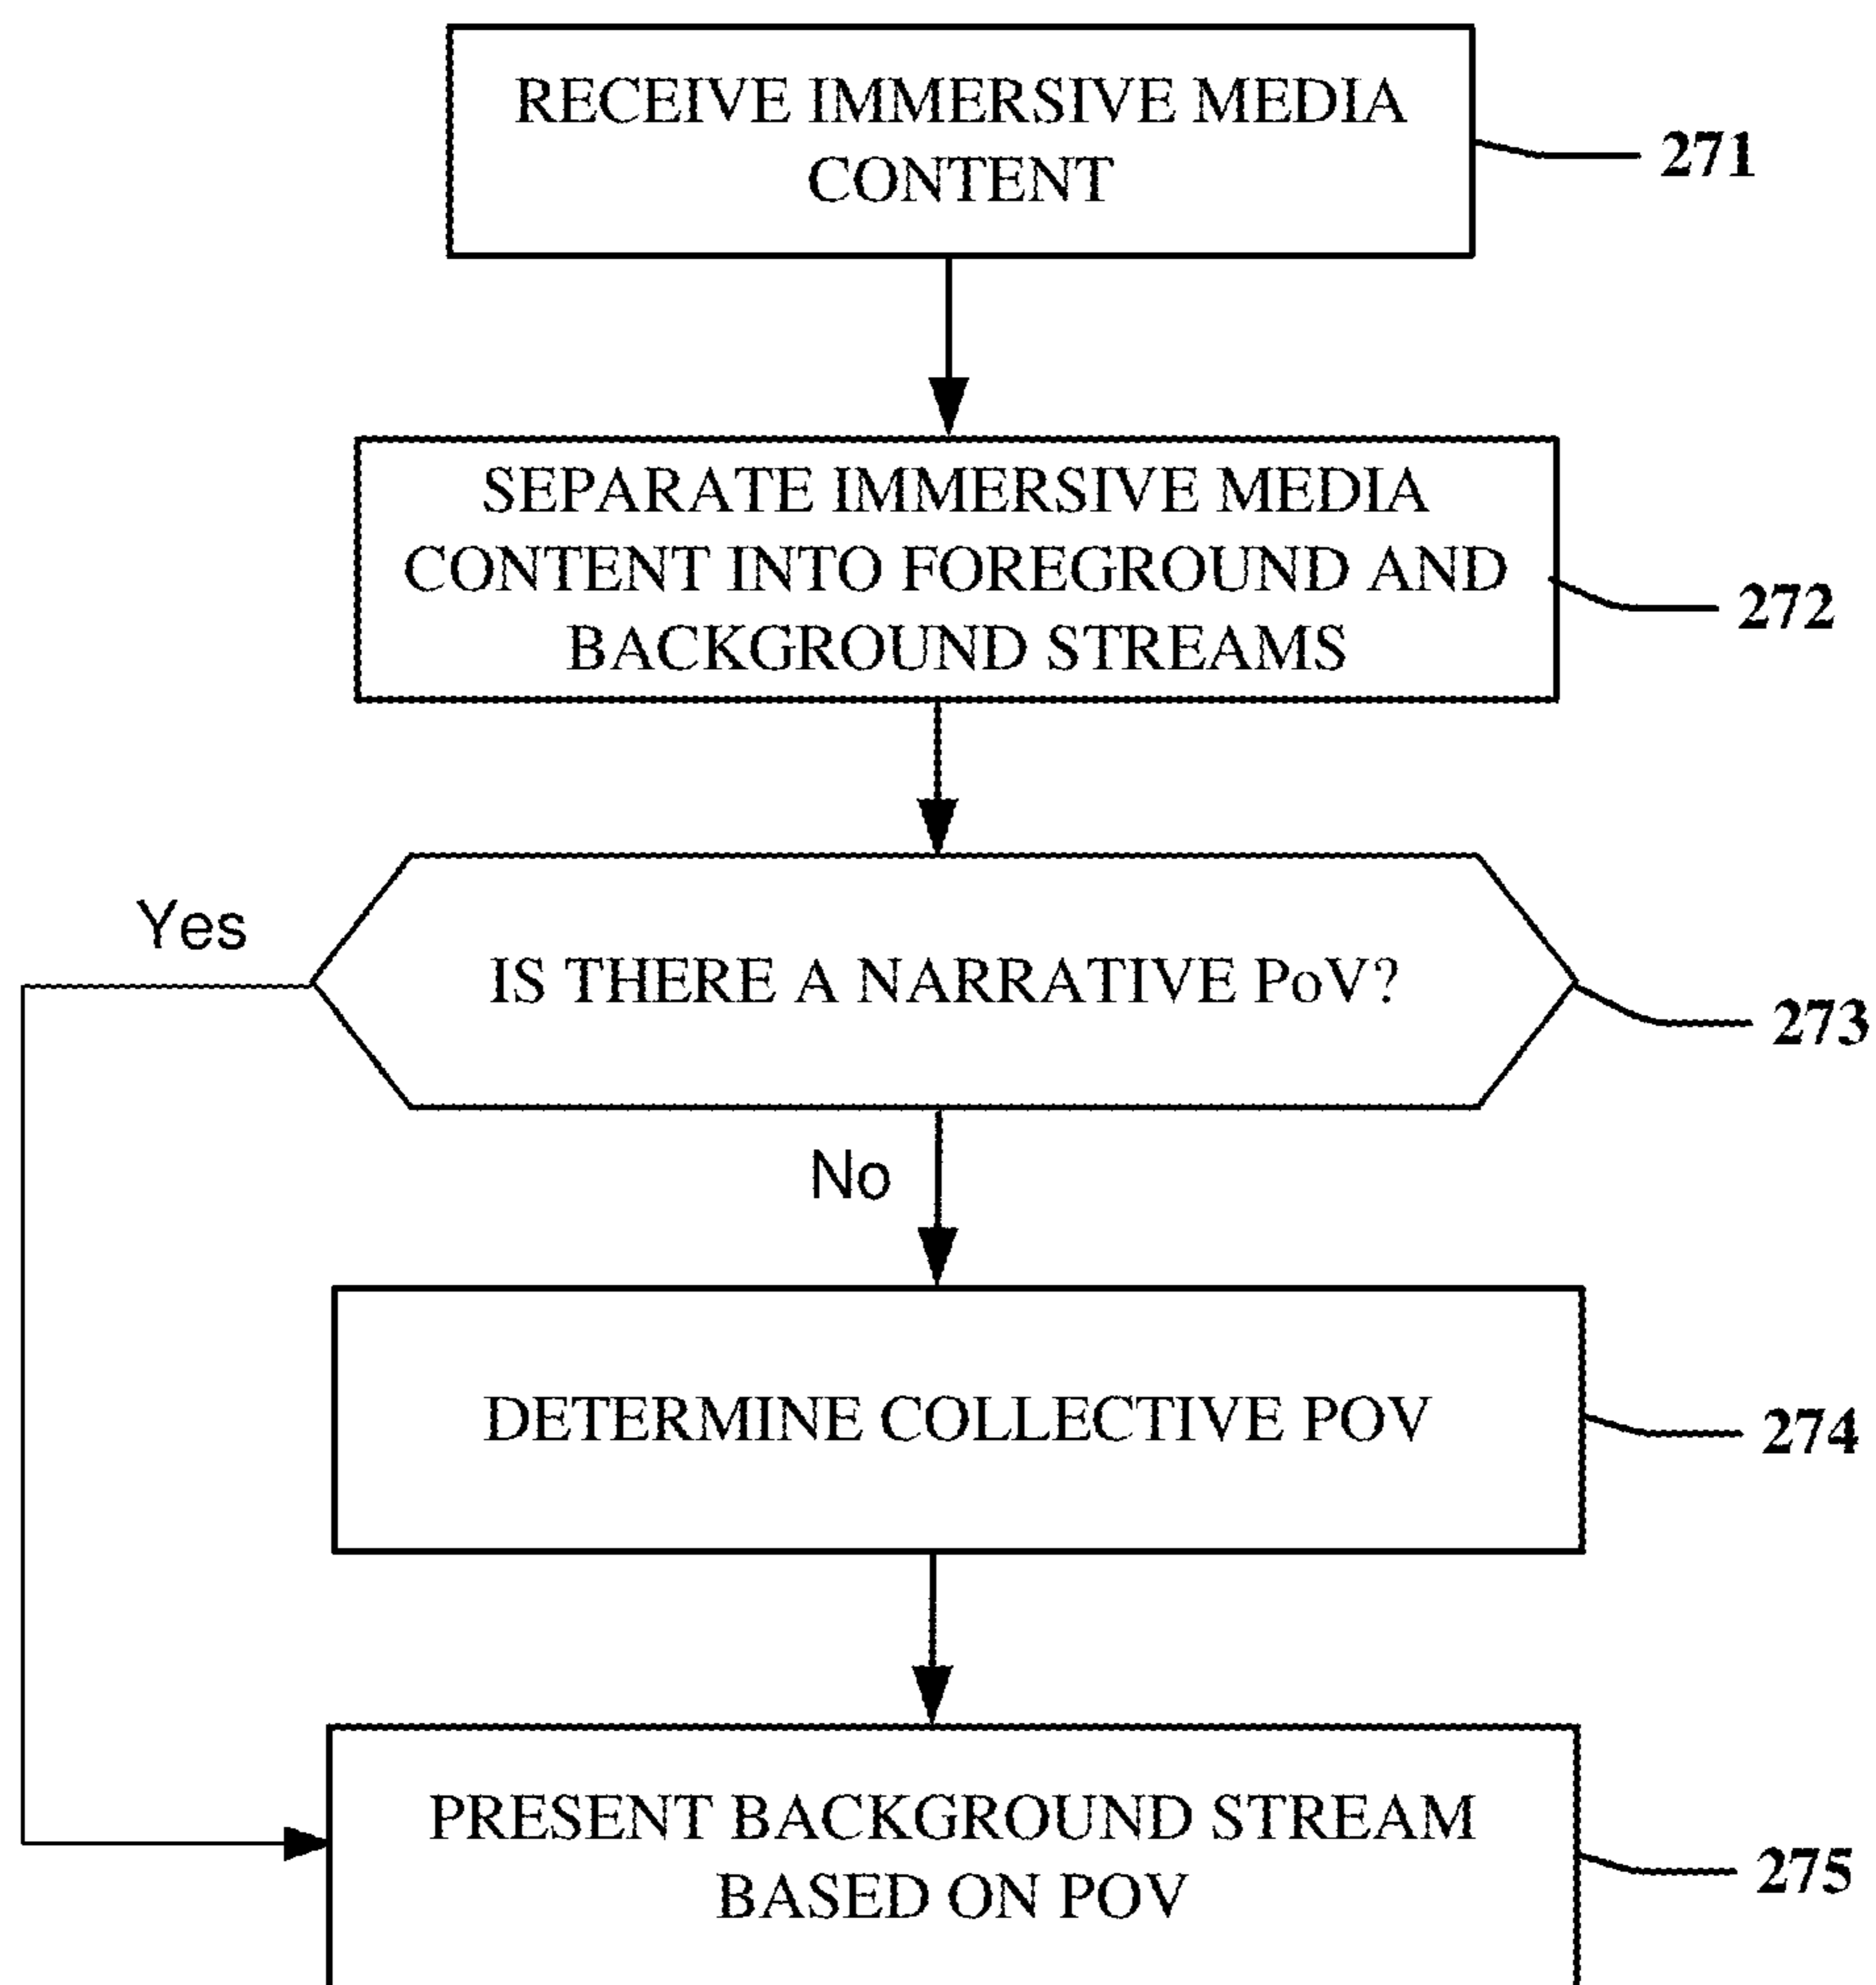 RECEIVE IMMERSIVE MEDIA
CONTENT
271
SEPARATE IMMERSIVE MEDIA
CONTENT INTO FOREGROUND AND
BACKGROUND STREAMS
272
Yes
IS THERE A NARRATIVE PoV?
273
No
DETERMINE COLLECTIVE POV
274
PRESENT BACKGROUND STREAM
BASED ON POV
275